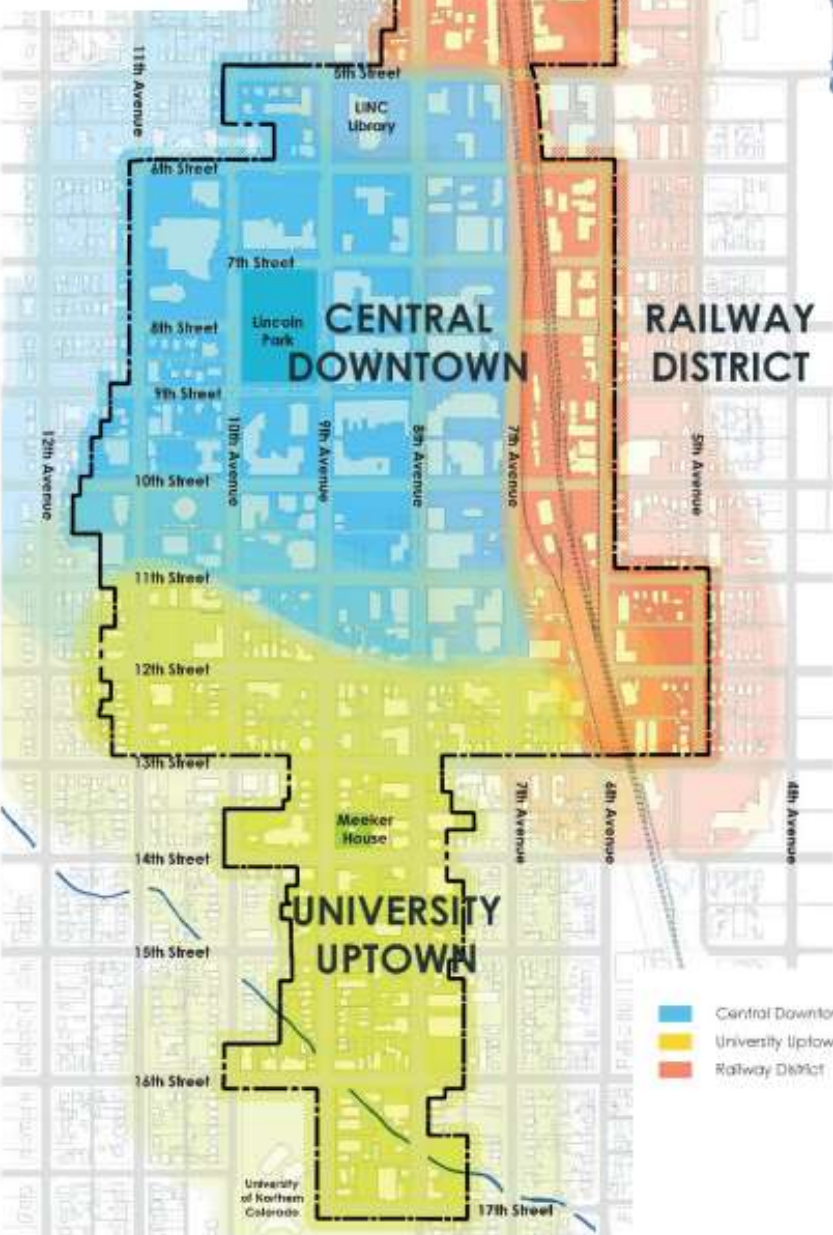 5th Street
11th Avenue
LINC
Library
6th Street
7th Street
8th Street
Lincoln
Park
CENTRAL
DOWNTOWN
RAILWAY
DISTRICT
9th Street
12th Avenue
10th Avenue
9th Avenue
8th Avenue
7th Avenue
5th Avenue
10th Street
11th Street
12th Street
13th Street
7th Avenue
6th Avenue
4th Avenue
Meeker
House
14th Street
UNIVERSITY
UPTOWN
15th Street
Central Downto
University Uptow
Railway District
16th Street
University
of Northern
Colorado
17th Street